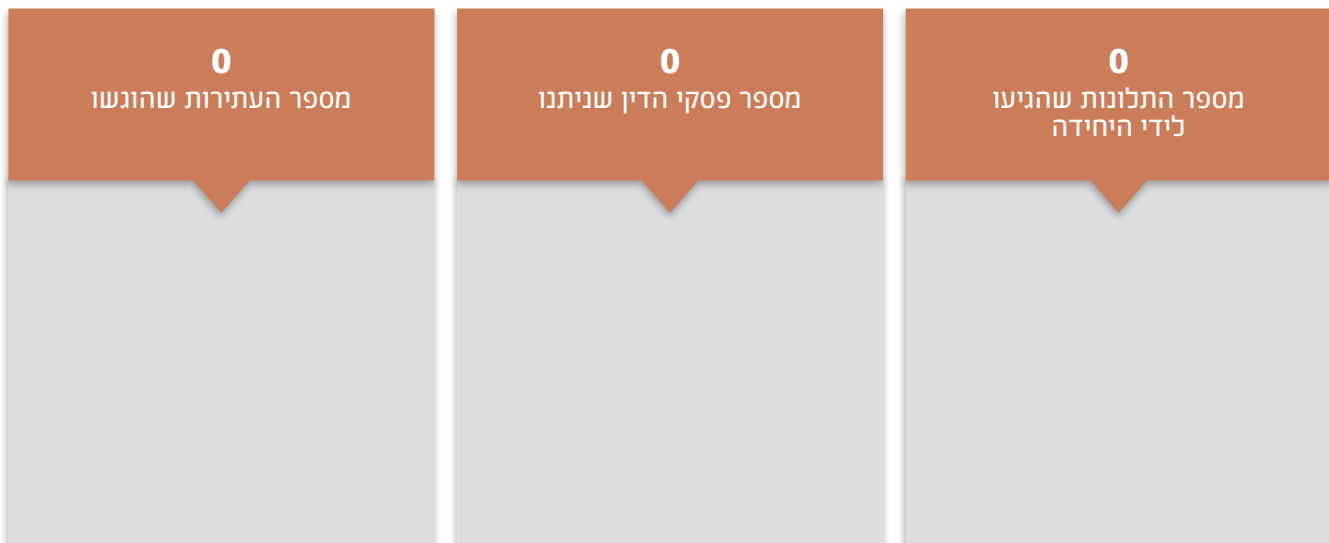 0
מספר התלונות שהגיעו
לידי היחידה
0
מספר פסקי הדין שניתנו
0
מספר העתירות שהוגשו